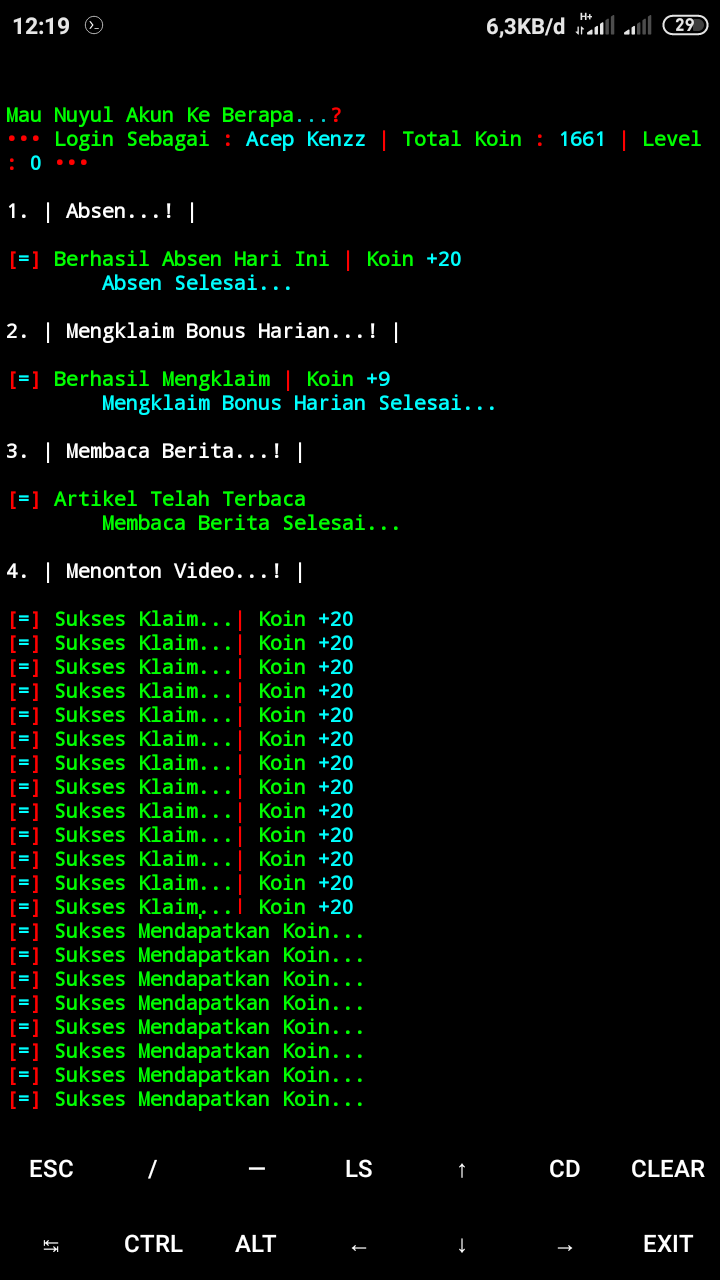 12:19 6,3KB/d H+ 29
Mau Nuyul Akun Ke Berapa...?
••• Login Sebagai : Acep Kenzz | Total Koin : 1661 | Level
: 0 •••
1. | Absen...! |
[=] Berhasil Absen Hari Ini | Koin +20
Absen Selesai...
2. | Mengklaim Bonus Harian...! |
[=] Berhasil Mengklaim | Koin +9
Mengklaim Bonus Harian Selesai...
3. | Membaca Berita...! |
[=] Artikel Telah Terbaca
Membaca Berita Selesai...
4. | Menonton Video...! |
[=] Sukses Klaim...| Koin +20
[=] Sukses Klaim...| Koin +20
[=] Sukses Klaim...| Koin +20
[=] Sukses Klaim...| Koin +20
[=] Sukses Klaim...| Koin +20
[=] Sukses Klaim...| Koin +20
[=] Sukses Klaim...| Koin +20
[=] Sukses Klaim...| Koin +20
[=] Sukses Klaim...| Koin +20
[=] Sukses Klaim...| Koin +20
[=] Sukses Klaim...| Koin +20
[=] Sukses Klaim...| Koin +20
[=] Sukses Klaim...| Koin +20
[=] Sukses Mendapatkan Koin...
[=] Sukses Mendapatkan Koin...
[=] Sukses Mendapatkan Koin...
[=] Sukses Mendapatkan Koin...
[=] Sukses Mendapatkan Koin...
[=] Sukses Mendapatkan Koin...
[=] Sukses Mendapatkan Koin...
[=] Sukses Mendapatkan Koin...
ESC / — LS ↑ CD CLEAR
↹ CTRL ALT ← ↓ → EXIT